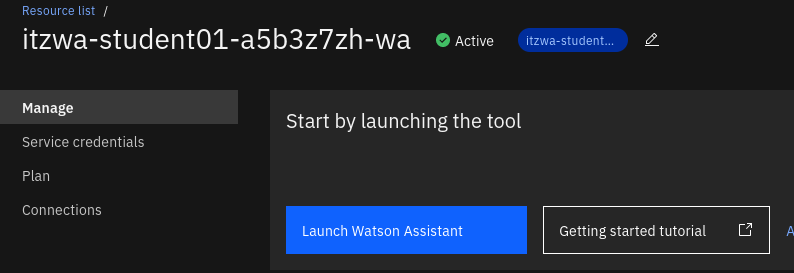 Resource list /
itzwa-student01-a5b3z7zh-wa
Active
itzwa-student...
Manage
Service credentials
Plan
Connections
Start by launching the tool
Launch Watson Assistant
Getting started tutorial
A